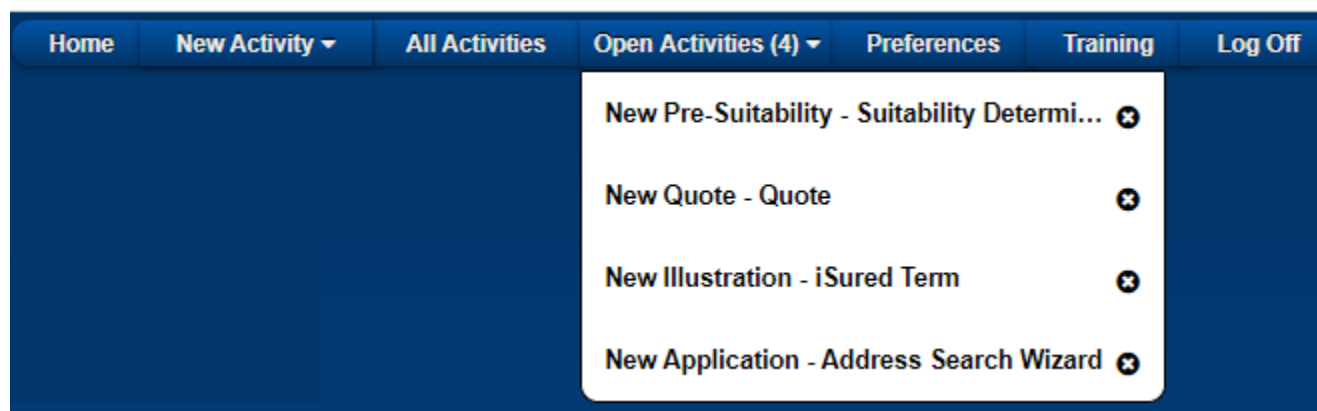 Home New Activity All Activities Open Activities (4) Preferences Training Log Off
New Pre-Suitability - Suitability Determi...
New Quote - Quote
New Illustration - iSured Term
New Application - Address Search Wizard